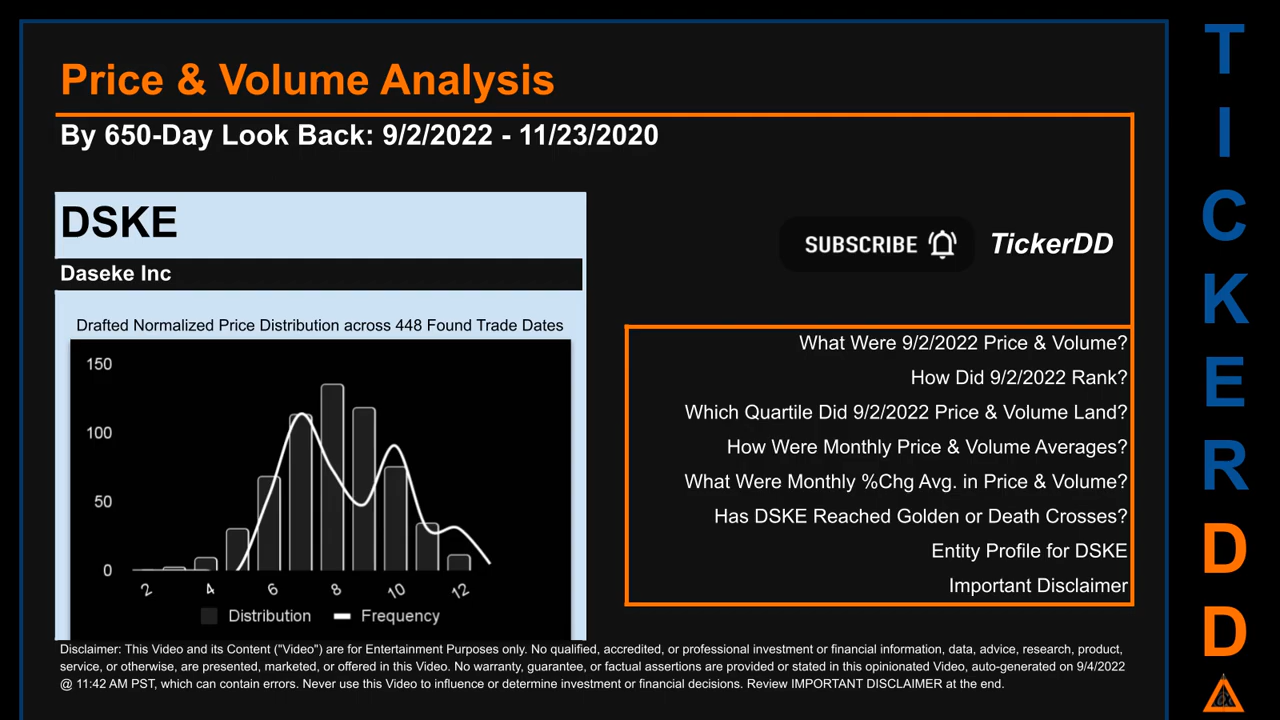 Price & Volume Analysis
By 650-Day Look Back: 9/2/2022 - 11/23/2020
DSKE
Daseke Inc
Drafted Normalized Price Distribution across 448 Found Trade Dates
150
100
50
0
2 4 6 8 10 12
Distribution Frequency
SUBSCRIBE TickerDD
What Were 9/2/2022 Price & Volume?
How Did 9/2/2022 Rank?
Which Quartile Did 9/2/2022 Price & Volume Land?
How Were Monthly Price & Volume Averages?
What Were Monthly %Chg Avg. in Price & Volume?
Has DSKE Reached Golden or Death Crosses?
Entity Profile for DSKE
Important Disclaimer
Disclaimer: This Video and its Content ("Video") are for Entertainment Purposes only. No qualified, accredited, or professional investment or financial information, data, advice, research, product,
service, or otherwise, are presented, marketed, or offered in this Video. No warranty, guarantee, or factual assertions are provided or stated in this opinionated Video, auto-generated on 9/4/2022
@ 11:42 AM PST, which can contain errors. Never use this Video to influence or determine investment or financial decisions. Review IMPORTANT DISCLAIMER at the end.
TICKERDD